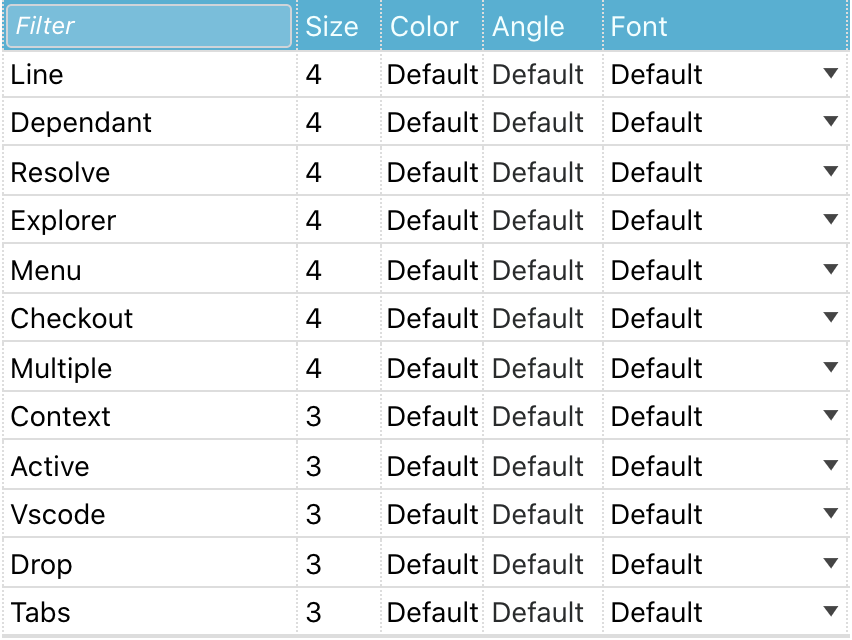 Filter Size Color Angle Font
Line 4 Default Default Default
Dependant 4 Default Default Default
Resolve 4 Default Default Default
Explorer 4 Default Default Default
Menu 4 Default Default Default
Checkout 4 Default Default Default
Multiple 4 Default Default Default
Context 3 Default Default Default
Active 3 Default Default Default
Vscode 3 Default Default Default
Drop 3 Default Default Default
Tabs 3 Default Default Default